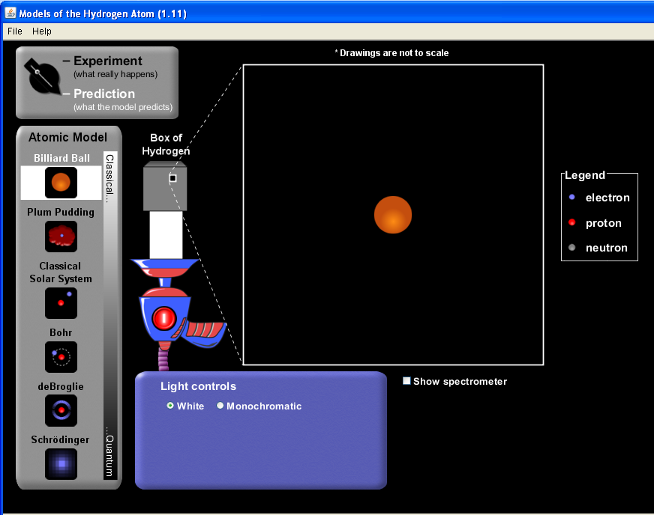 Models of the Hydrogen Atom (1.11)
File Help
* Drawings are not to scale
Experiment
(what really happens)
Prediction
(what the model predicts)
Atomic Model
Billiard Ball
Plum Pudding
Classical
Solar System
Bohr
deBroglie
Schrödinger
Classical...
...Quantum
Box of
Hydrogen
Legend
electron
proton
neutron
Show spectrometer
Light controls
White Monochromatic